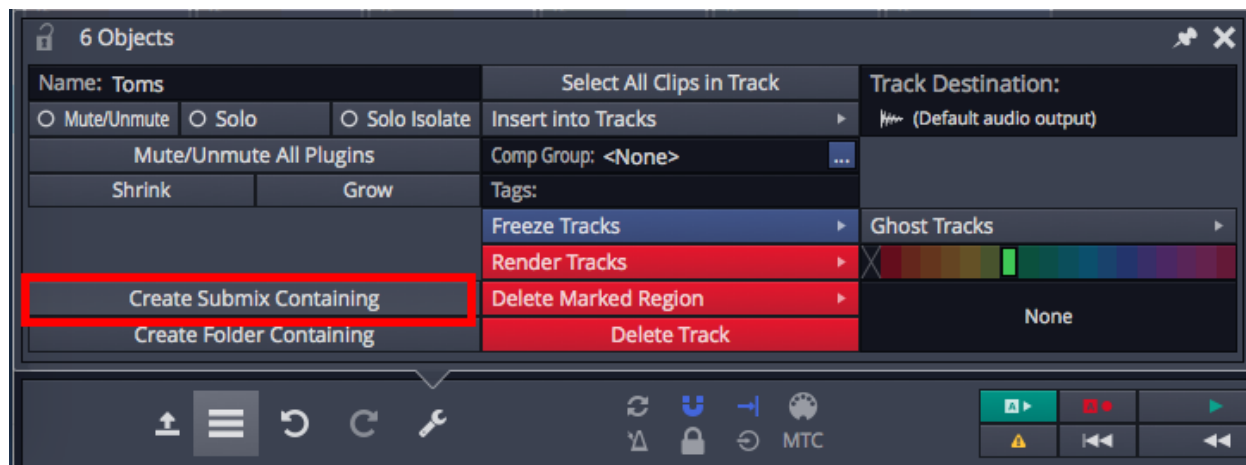 6 Objects
Name: Toms
Select All Clips in Track
Track Destination:
Mute/Unmute
Solo
Solo Isolate
Insert into Tracks
(Default audio output)
Mute/Unmute All Plugins
Comp Group: <None>
...
Shrink
Grow
Tags:
Freeze Tracks
Ghost Tracks
Render Tracks
Create Submix Containing
Delete Marked Region
None
Create Folder Containing
Delete Track
A
A
MTC